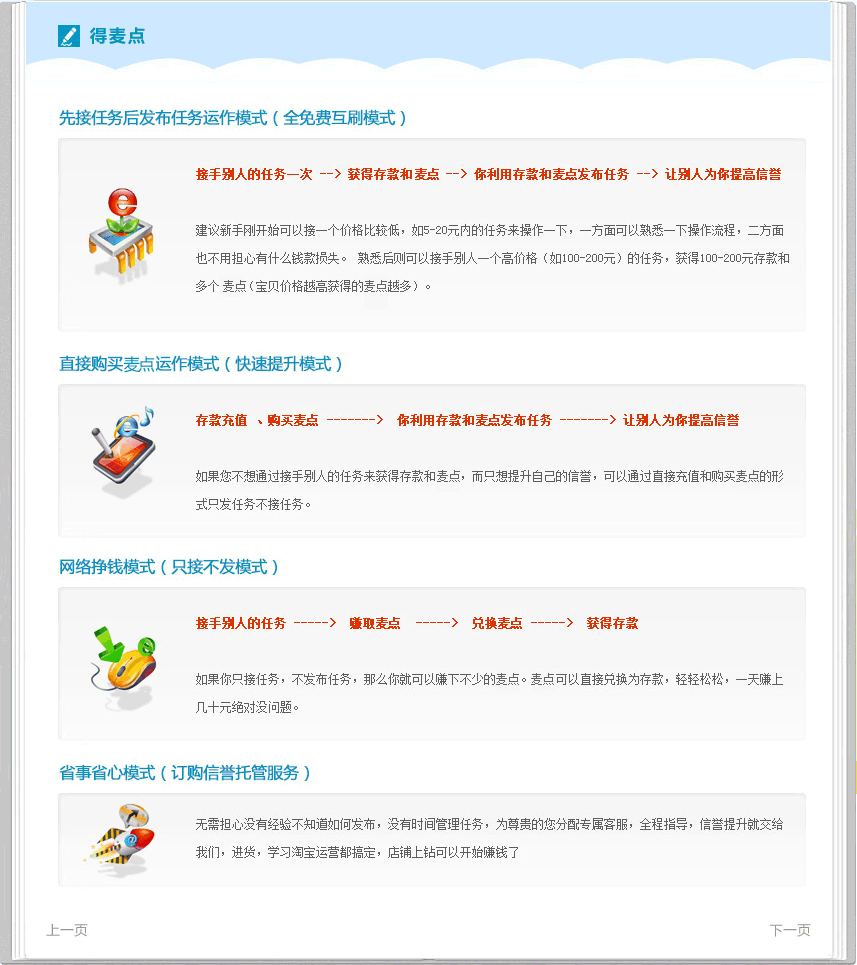 得麦点
先接任务后发布任务运作模式（全免费互刷模式）
接手别人的任务一次 --> 获得存款和麦点 --> 你利用存款和麦点发布任务 --> 让别人为你提高信誉
建议新手刚开始可以接一个价格比较低，如5-20元内的任务来操作一下，一方面可以熟悉一下操作流程，二方面
也不用担心有什么钱款损失。 熟悉后则可以接手别人一个高价格（如100-200元）的任务，获得100-200元存款和
多个 麦点（宝贝价格越高获得的麦点越多）。
直接购买麦点运作模式（快速提升模式）
存款充值 、购买麦点 -------> 你利用存款和麦点发布任务 -------> 让别人为你提高信誉
如果您不想通过接手别人的任务来获得存款和麦点，而只想提升自己的信誉，可以通过直接充值和购买麦点的形
式只发任务不接任务。
网络挣钱模式（只接不发模式）
接手别人的任务 -----> 赚取麦点 -----> 兑换麦点 -----> 获得存款
如果你只接任务，不发布任务，那么你就可以赚下不少的麦点。麦点可以直接兑换为存款，轻轻松松，一天赚上
几十元绝对没问题。
省事省心模式（订购信誉托管服务）
无需担心没有经验不知道如何发布，没有时间管理任务，为尊贵的您分配专属客服，全程指导，信誉提升就交给
我们，进货，学习淘宝运营都搞定，店铺上钻可以开始赚钱了
上一页
下一页